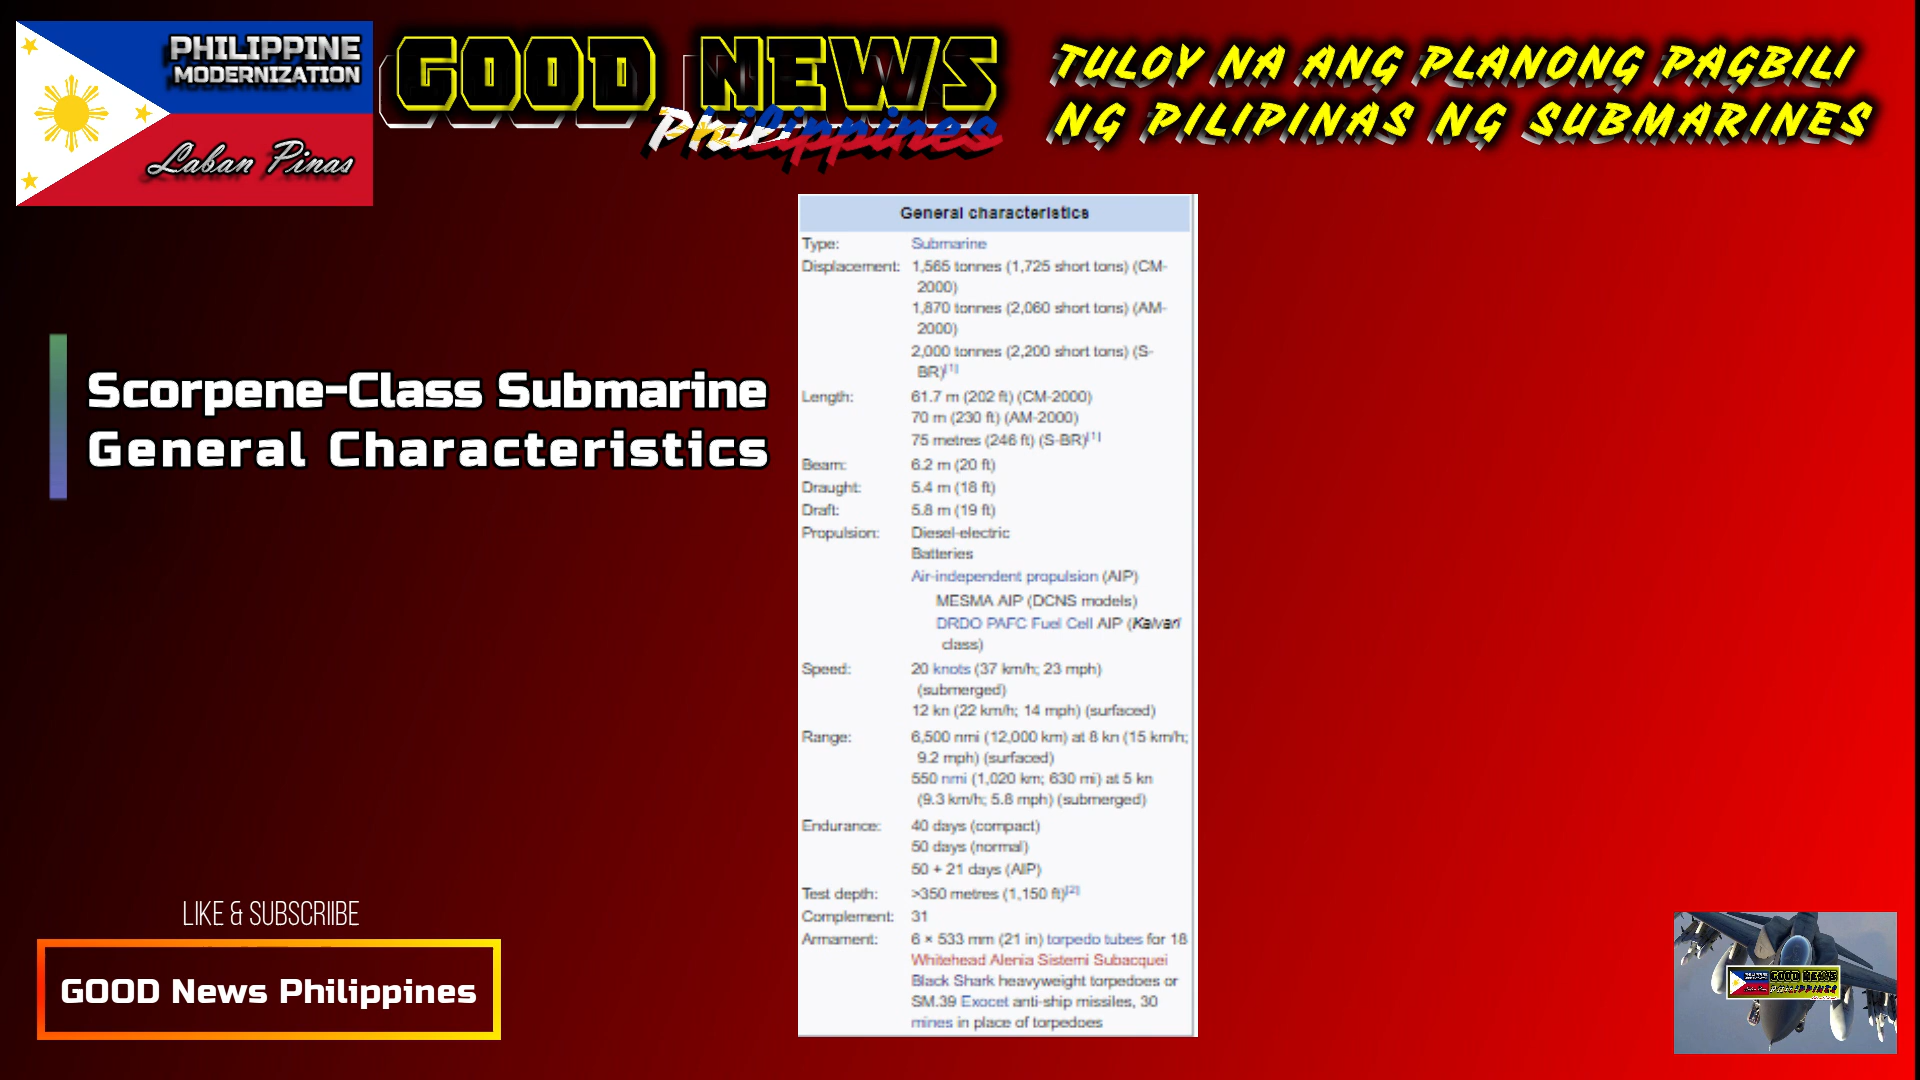 PHILIPPINE
MODERNIZATION
Laban Pinas
GOOD NEWS
Philippines
TULOY NA ANG PLANONG PAGBILI
NG PILIPINAS NG SUBMARINES
Scorpene-Class Submarine
General Characteristics
General characteristics
Type: Submarine
Displacement: 1,565 tonnes (1,725 short tons) (CM-
2000)
1,870 tonnes (2,060 short tons) (AM-
2000)
2,000 tonnes (2,200 short tons) (S-
BR)[1]
Length: 61.7 m (202 ft) (CM-2000)
70 m (230 ft) (AM-2000)
75 metres (246 ft) (S-BR)[1]
Beam: 6.2 m (20 ft)
Draught: 5.4 m (18 ft)
Draft: 5.8 m (19 ft)
Propulsion: Diesel-electric
Batteries
Air-independent propulsion (AIP)
MESMA AIP (DCNS models)
DRDO PAFC Fuel Cell AIP (Kalvari
class)
Speed: 20 knots (37 km/h; 23 mph)
(submerged)
12 kn (22 km/h; 14 mph) (surfaced)
Range: 6,500 nmi (12,000 km) at 8 kn (15 km/h;
9.2 mph) (surfaced)
550 nmi (1,020 km; 630 mi) at 5 kn
(9.3 km/h; 5.8 mph) (submerged)
Endurance: 40 days (compact)
50 days (normal)
50 + 21 days (AIP)
Test depth: >350 metres (1,150 ft)[2]
Complement: 31
Armament: 6 × 533 mm (21 in) torpedo tubes for 18
Whitehead Alenia Sistemi Subacquei
Black Shark heavyweight torpedoes or
SM.39 Exocet anti-ship missiles, 30
mines in place of torpedoes
LIKE & SUBSCRIIBE
GOOD News Philippines
GOOD NEWS